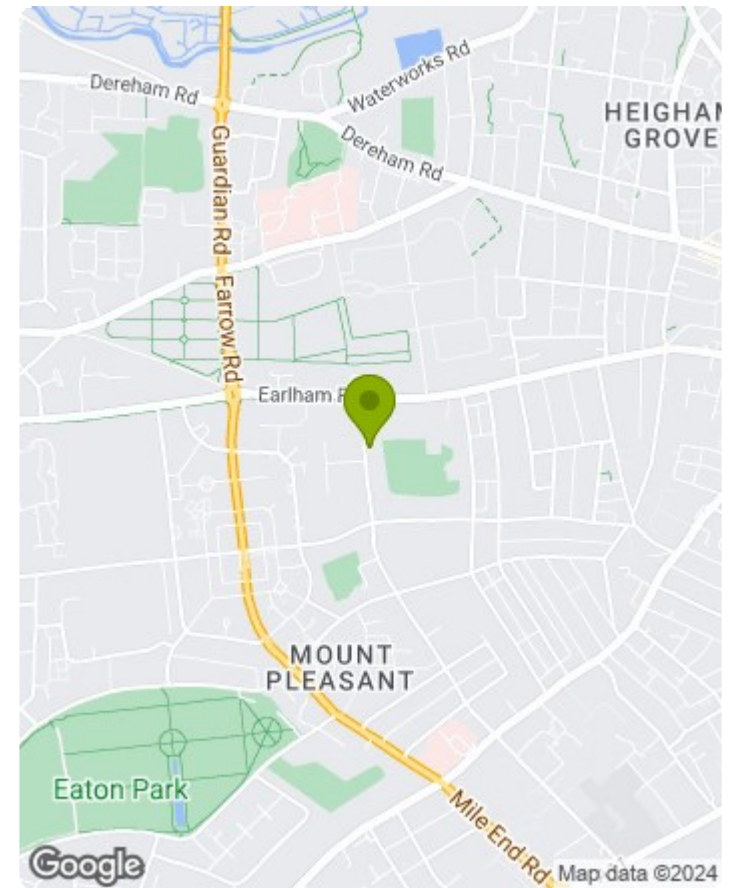 Dereham Rd
Waterworks Rd
HEIGHAM
GROVE
Dereham Rd
Guardian Rd
Farrow Rd
Earlham
MOUNT
PLEASANT
Eaton Park
Mile End Rd
Google
Map data ©2024